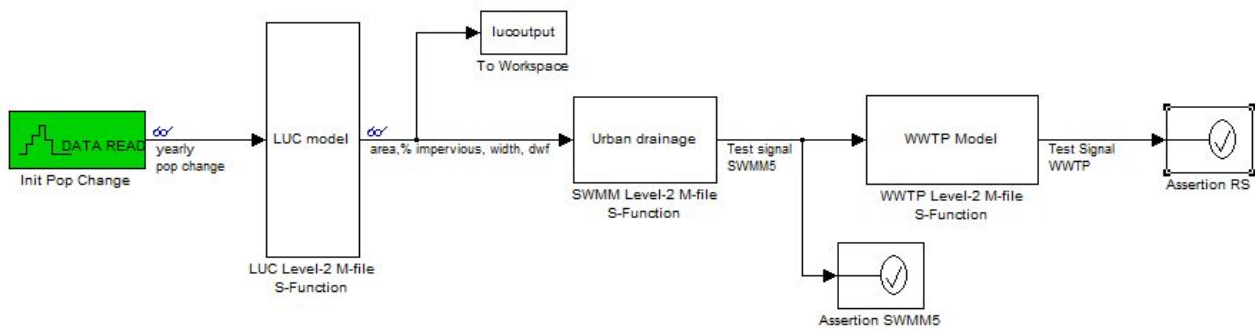 lucoutput
To Workspace
DATA READ
Init Pop Change
yearly
pop change
LUC model
LUC Level-2 M-file
S-Function
area,% impervious, width, dwf
Urban drainage
SWMM Level-2 M-file
S-Function
Test signal
SWMM5
WWTP Model
WWTP Level-2 M-file
S-Function
Test Signal
WWTP
Assertion RS
Assertion SWMM5